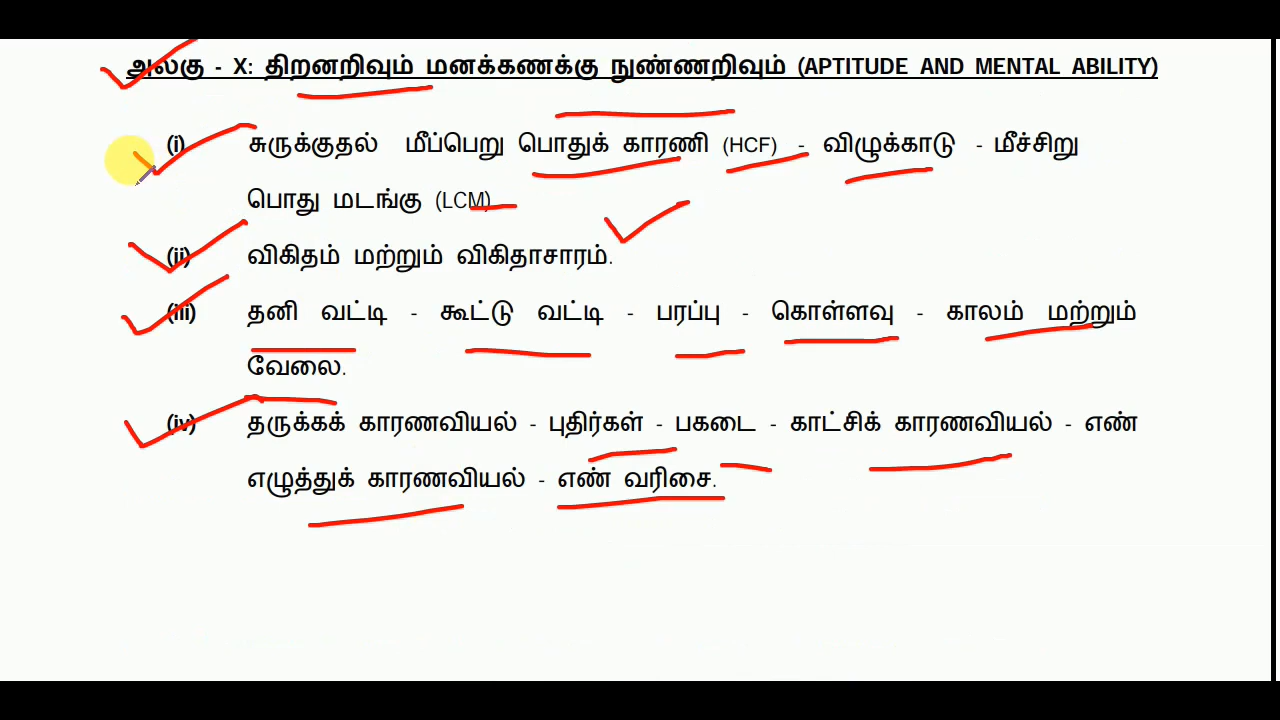 அலகு - X: திறனறிவும் மனக்கணக்கு நுண்ணறிவும் (APTITUDE AND MENTAL ABILITY)
(i) சுருக்குதல் மீப்பெறு பொதுக் காரணி (HCF) - விழுக்காடு - மீச்சிறு
பொது மடங்கு (LCM)
(ii) விகிதம் மற்றும் விகிதாசாரம்.
(iii) தனி வட்டி - கூட்டு வட்டி - பரப்பு - கொள்ளவு - காலம் மற்றும்
வேலை.
(iv) தருக்கக் காரணவியல் - புதிர்கள் - பகடை - காட்சிக் காரணவியல் - எண்
எழுத்துக் காரணவியல் - எண் வரிசை.